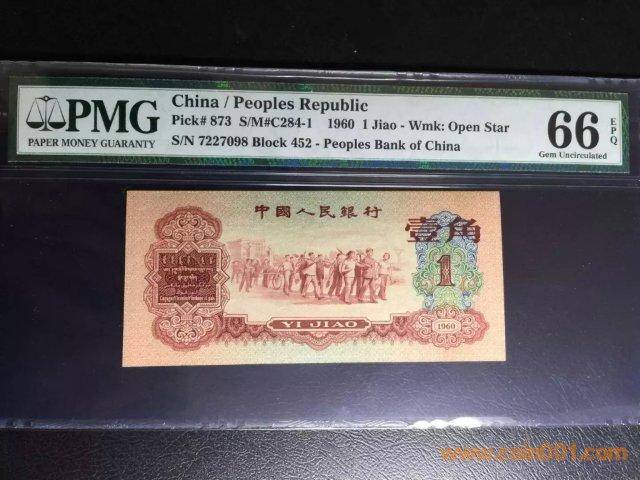 PMG
PAPER MONEY GUARANTY
China / Peoples Republic
Pick# 873 S/M#C284-1 1960 1 Jiao - Wmk: Open Star
S/N 7227098 Block 452 - Peoples Bank of China
66
EPQ
Gem Uncirculated
中國人民銀行
壹角
1
YI JIAO
1960
www.coin001.com